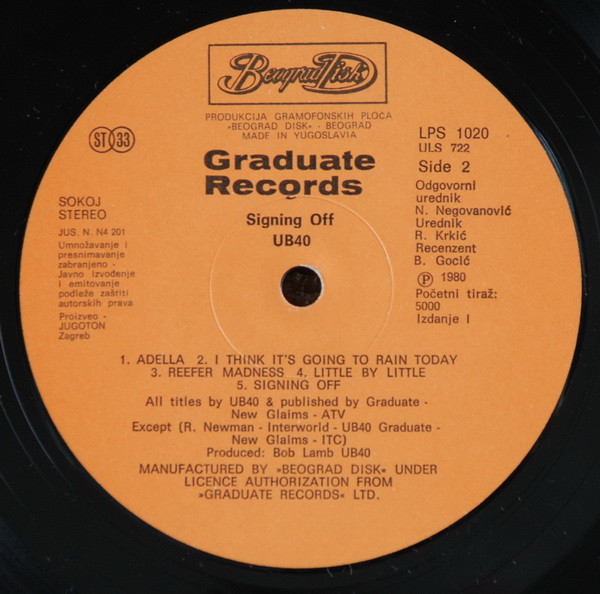 Beograd Disk
PRODUKCIJA GRAMOFONSKIH PLOČA
»BEOGRAD DISK« - BEOGRAD
MADE IN YUGOSLAVIA
ST 33
LPS 1020
ULS 722
Side 2
Graduate
Records
Signing Off
UB40
SOKOJ
STEREO
JUS. N. N4 201
Umnožavanje i
presnimavanje
zabranjeno -
Javno izvođenje
i emitovanje
podleže zaštiti
autorskih prava
Proizveo -
JUGOTON
Zagreb
Odgovorni
urednik
N. Negovanović
Urednik
R. Krkić
Recenzent
B. Gocić
℗ 1980
Početni tiraž:
5000
Izdanje I
1. ADELLA 2. I THINK IT'S GOING TO RAIN TODAY
3. REEFER MADNESS 4. LITTLE BY LITTLE
5. SIGNING OFF
All titles by UB40 & published by Graduate -
New Glaims - ATV
Except (R. Newman - Interworld - UB40 Graduate -
New Glaims - ITC)
Produced: Bob Lamb UB40
MANUFACTURED BY »BEOGRAD DISK« UNDER
LICENCE AUTHORIZATION FROM
»GRADUATE RECORDS« LTD.